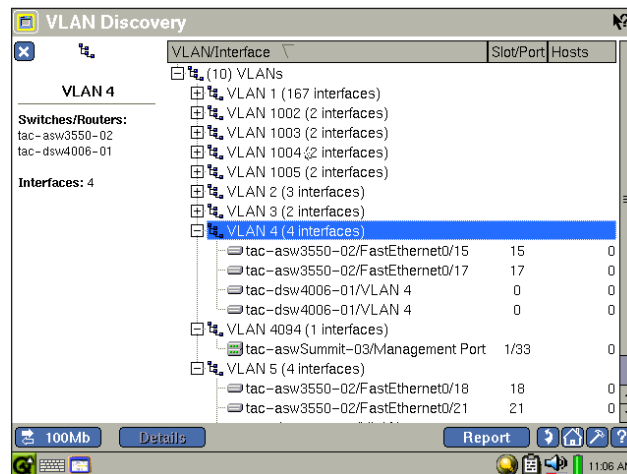 VLAN Discovery
VLAN/Interface Slot/Port Hosts
VLAN 4
Switches/Routers:
tac-asw3550-02
tac-dsw4006-01
Interfaces: 4
(10) VLANs
VLAN 1 (167 interfaces)
VLAN 1002 (2 interfaces)
VLAN 1003 (2 interfaces)
VLAN 1004 (2 interfaces)
VLAN 1005 (2 interfaces)
VLAN 2 (3 interfaces)
VLAN 3 (2 interfaces)
VLAN 4 (4 interfaces)
tac-asw3550-02/FastEthernet0/15 15 0
tac-asw3550-02/FastEthernet0/17 17 0
tac-dsw4006-01/VLAN 4 0 0
tac-dsw4006-01/VLAN 4 0 0
VLAN 4094 (1 interfaces)
tac-aswSummit-03/Management Port 1/33 0
VLAN 5 (4 interfaces)
tac-asw3550-02/FastEthernet0/18 18 0
tac-asw3550-02/FastEthernet0/21 21 0
100Mb Details Report ?
11:06 AM